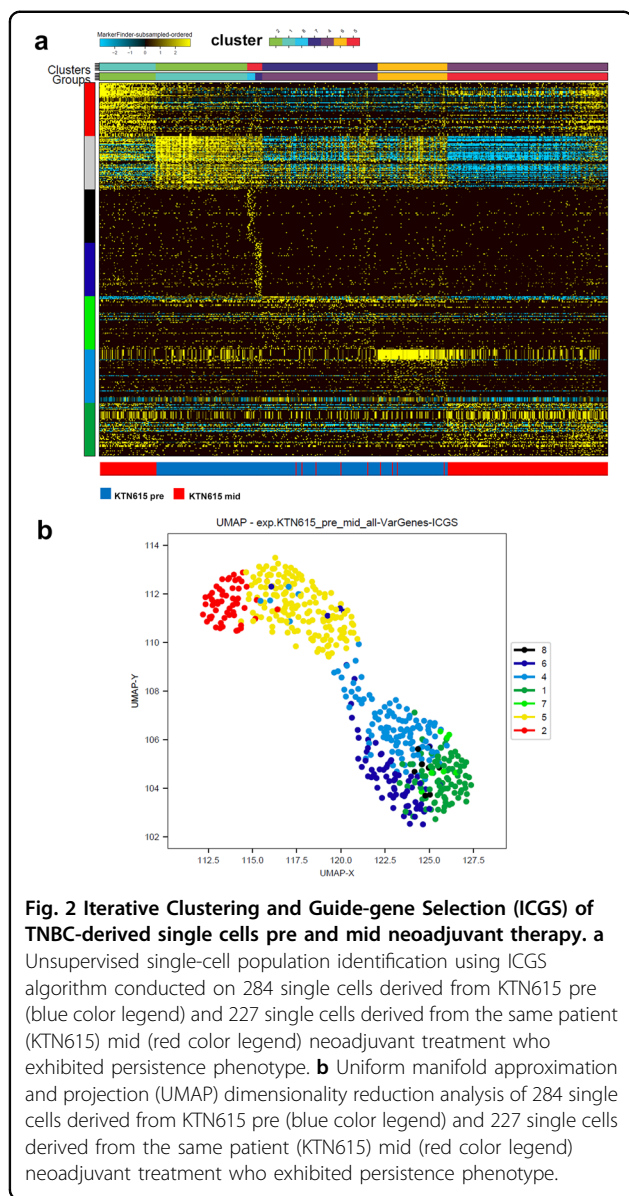 a
MarkerFinder-subsampled-ordered
-2 -1 0 1 2
cluster
Clusters
Groups
KTN615 pre KTN615 mid
b
UMAP - exp.KTN615_pre_mid_all-VarGenes-ICGS
114
112
110
108
106
104
102
UMAP-Y
112.5 115.0 117.5 120.0 122.5 125.0 127.5
UMAP-X
8
6
4
1
7
5
2
Fig. 2 Iterative Clustering and Guide-gene Selection (ICGS) of
TNBC-derived single cells pre and mid neoadjuvant therapy. a
Unsupervised single-cell population identification using ICGS
algorithm conducted on 284 single cells derived from KTN615 pre
(blue color legend) and 227 single cells derived from the same patient
(KTN615) mid (red color legend) neoadjuvant treatment who
exhibited persistence phenotype. b Uniform manifold approximation
and projection (UMAP) dimensionality reduction analysis of 284 single
cells derived from KTN615 pre (blue color legend) and 227 single cells
derived from the same patient (KTN615) mid (red color legend)
neoadjuvant treatment who exhibited persistence phenotype.